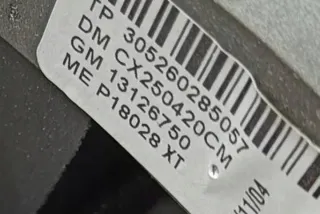 TP 305260285057
DM CX250420CM
GM 13126750
ME P18028 XT
11/04